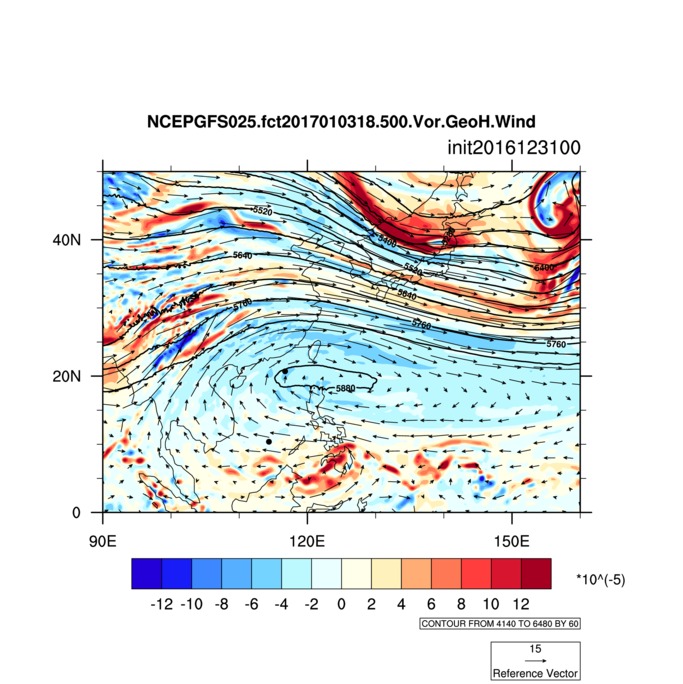 NCEPGFS025.fct2017010318.500.Vor.GeoH.Wind
init2016123100
5520
5400
40N
5640
5520
5400
5640
5760
5760
5760
20N
5880
0
90E 120E 150E
-12 -10 -8 -6 -4 -2 0 2 4 6 8 10 12
*10^(-5)
CONTOUR FROM 4140 TO 6480 BY 60
15
Reference Vector